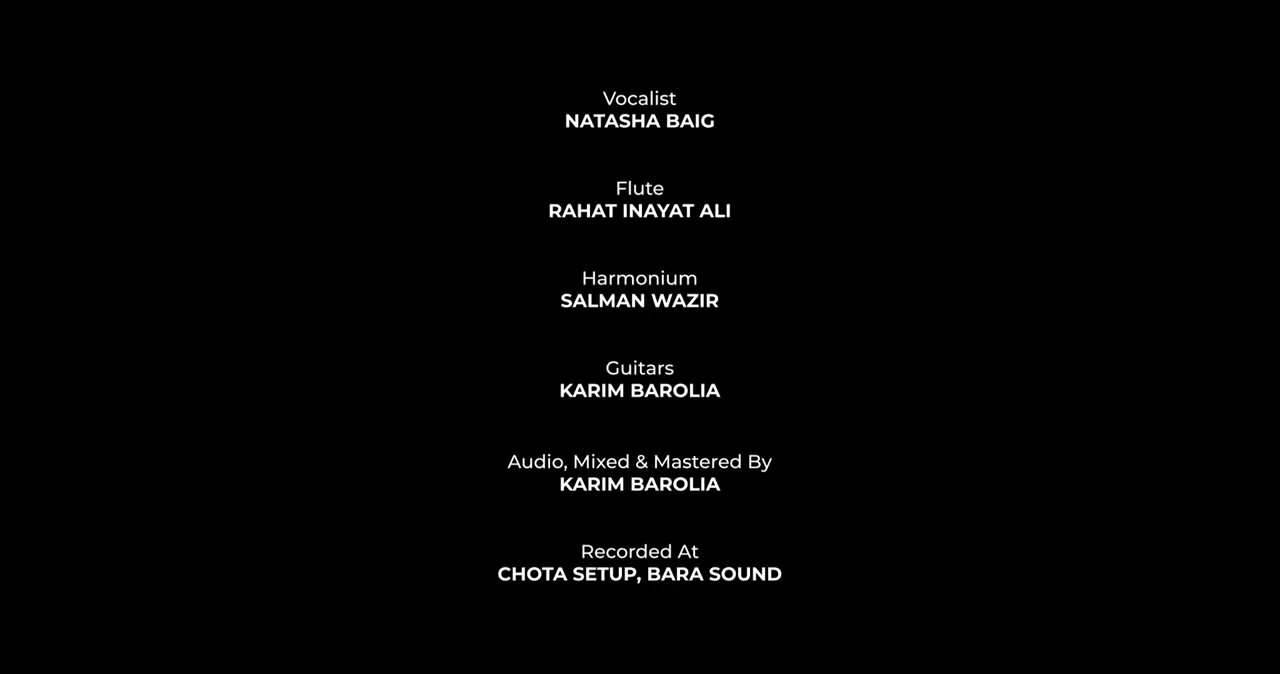 Vocalist
NATASHA BAIG
Flute
RAHAT INAYAT ALI
Harmonium
SALMAN WAZIR
Guitars
KARIM BAROLIA
Audio, Mixed & Mastered By
KARIM BAROLIA
Recorded At
CHOTA SETUP, BARA SOUND